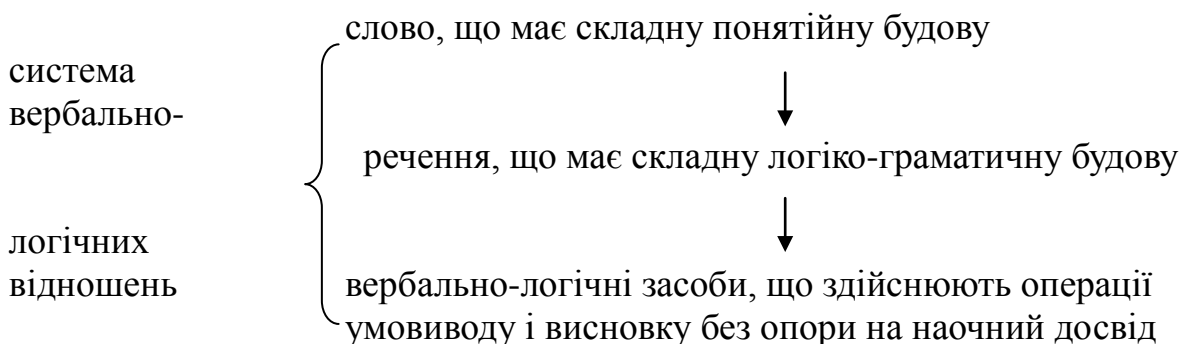 слово, що має складну понятійну будову
система
вербально-
речення, що має складну логіко-граматичну будову
логічних
відношень
вербально-логічні засоби, що здійснюють операції
умовиводу і висновку без опори на наочний досвід